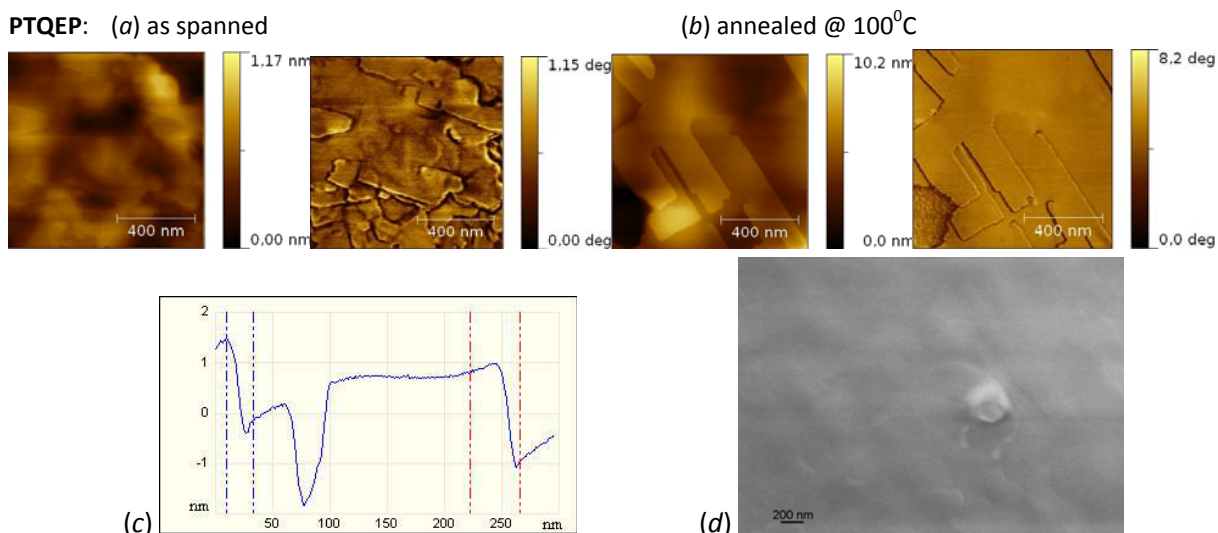 PTQEP: (a) as spanned
(b) annealed @ 100⁰C
1,17 nm
0.00 nm
400 nm
1.15 deg
0.00 deg
400 nm
10,2 nm
0.0 nm
400 nm
8.2 deg
0.0 deg
400 nm
2
1
0
-1
nm
50
100
150
200
250
nm
(c)
200 nm
(d)